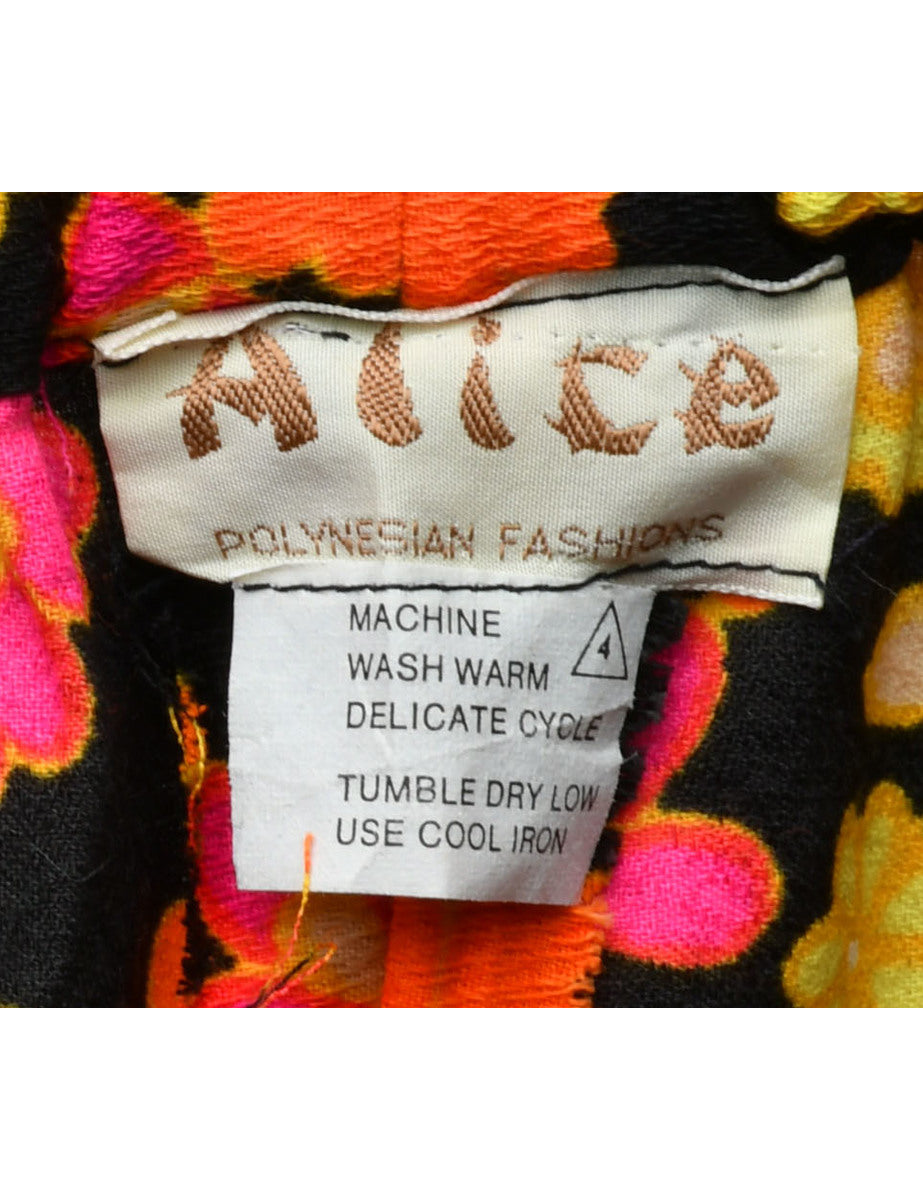 Alice
POLYNESIAN FASHIONS
MACHINE
WASH WARM
4
DELICATE CYCLE
TUMBLE DRY LOW
USE COOL IRON